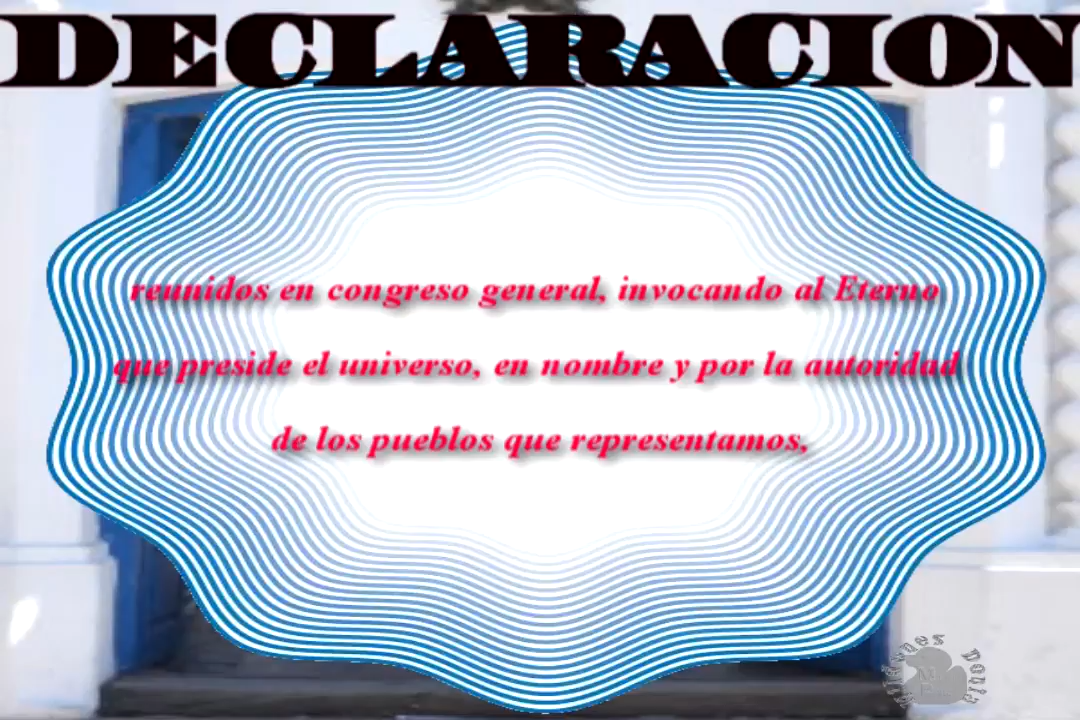 DECLARACION
reunidos en congreso general, invocando al Eterno
que preside el universo, en nombre y por la autoridad
de los pueblos que representamos,